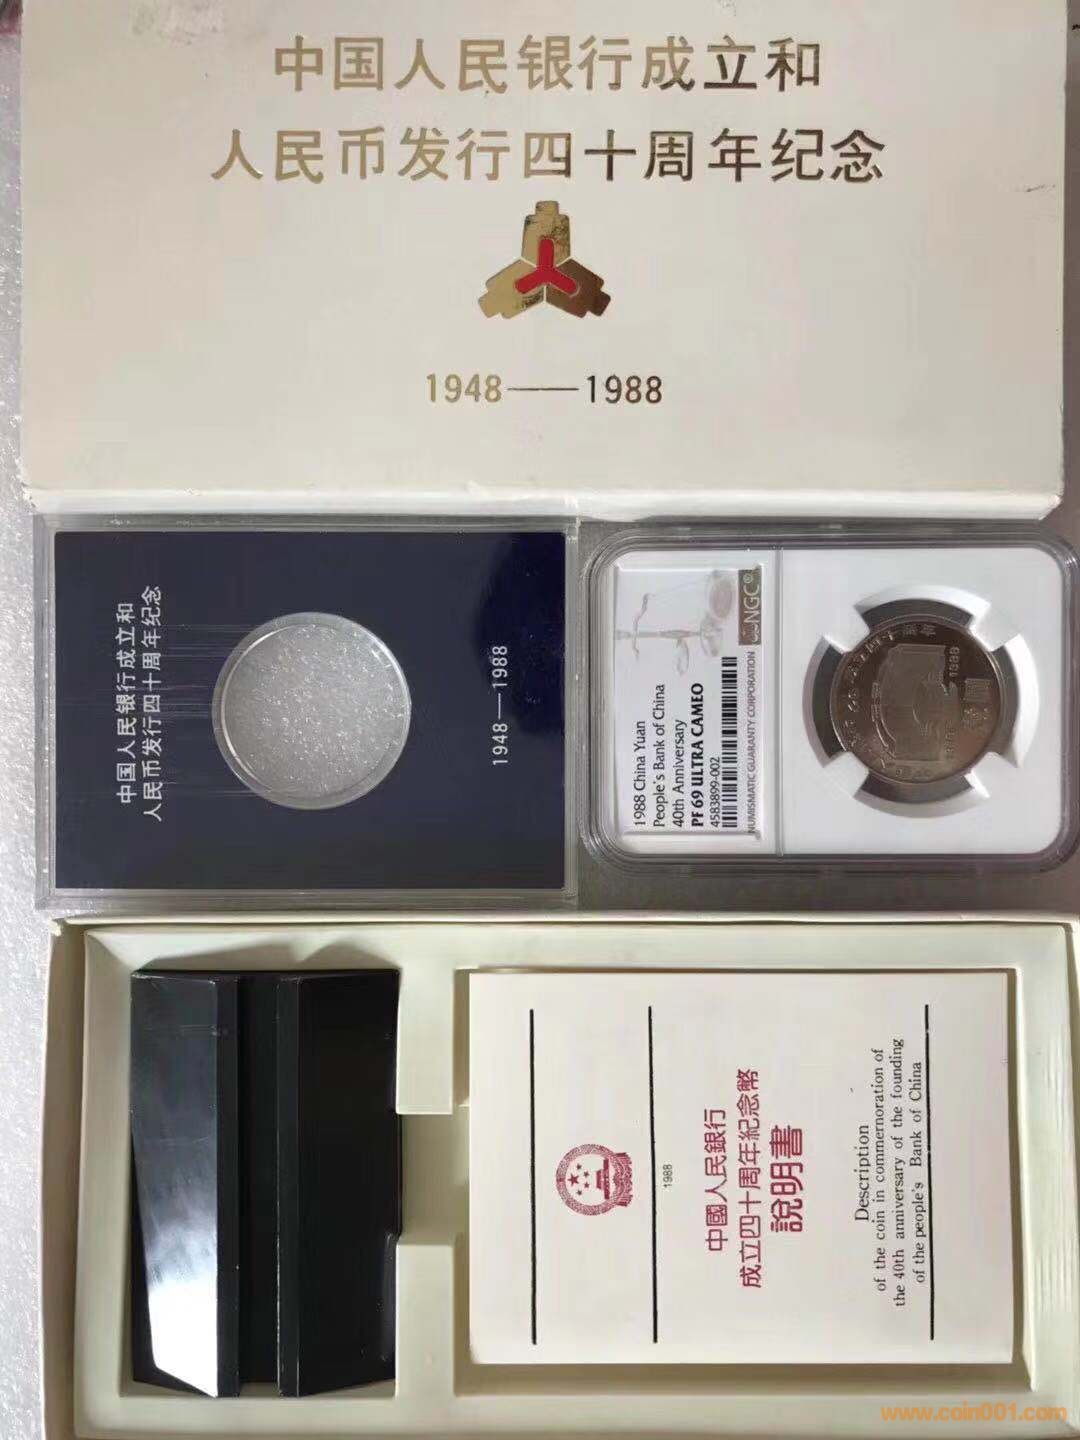 中国人民银行成立和
人民币发行四十周年纪念
1948——1988
中国人民银行成立和
人民币发行四十周年纪念
1948—1988
1988 China Yuan
People's Bank of China
40th Anniversary
PF 69 ULTRA CAMEO
4583899-002
NGC®
NUMISMATIC GUARANTY CORPORATION
1988
1988
中國人民銀行
成立四十周年紀念幣
說明書
Description
of the coin in commernoration of
the 40th anniversary of the founding
of the people's Bank of China
www.coin001.com